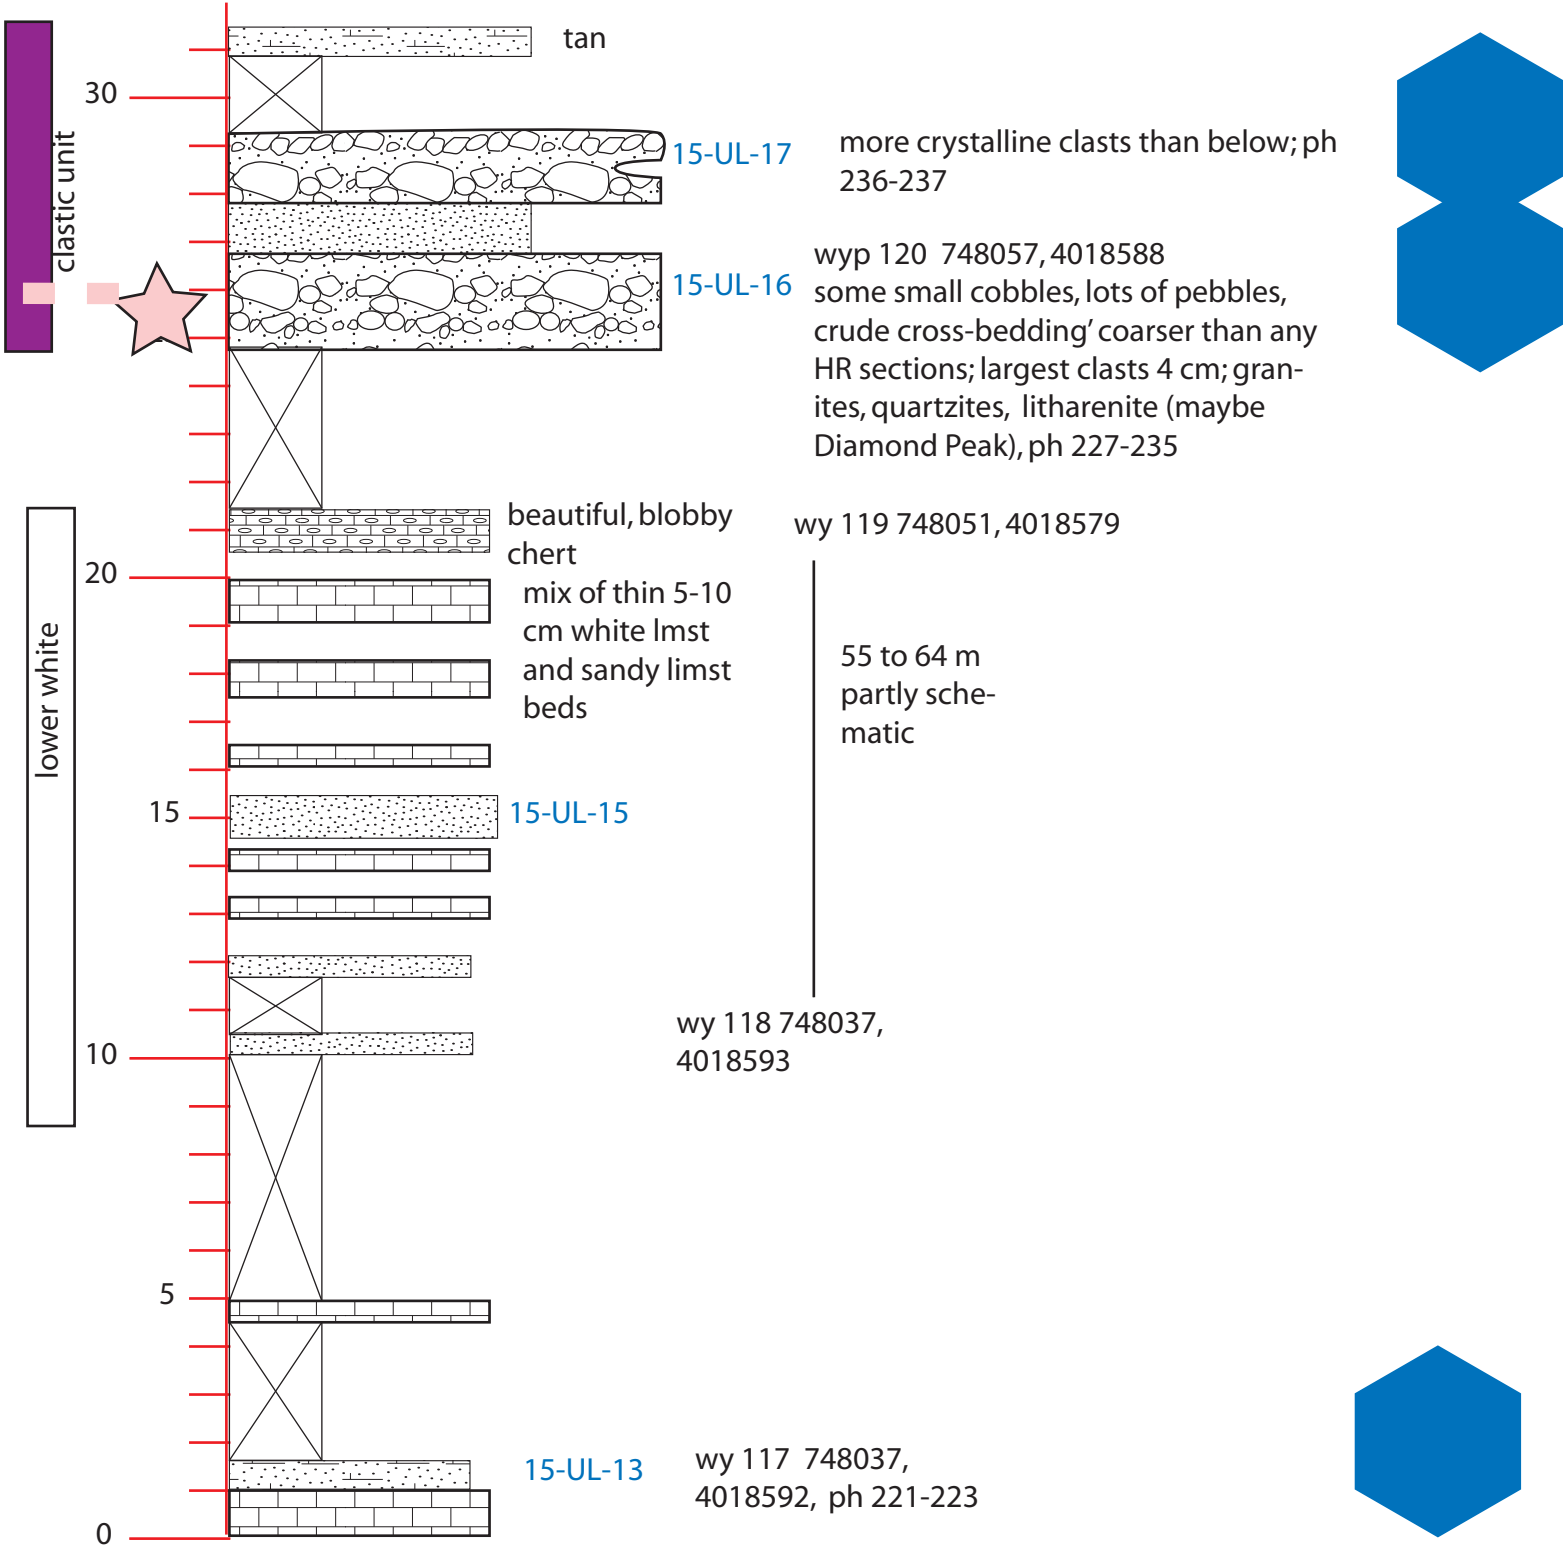 tan
30
clastic unit
15-UL-17
more crystalline clasts than below; ph
236-237
wyp 120 748057, 4018588
15-UL-16
some small cobbles, lots of pebbles,
crude cross-bedding' coarser than any
HR sections; largest clasts 4 cm; gran-
ites, quartzites, litharenite (maybe
Diamond Peak), ph 227-235
beautiful, blobby
chert
wy 119 748051, 4018579
20
mix of thin 5-10
cm white lmst
and sandy limst
beds
lower white
55 to 64 m
partly sche-
matic
15
15-UL-15
wy 118 748037,
4018593
10
5
15-UL-13
wy 117 748037,
4018592, ph 221-223
0